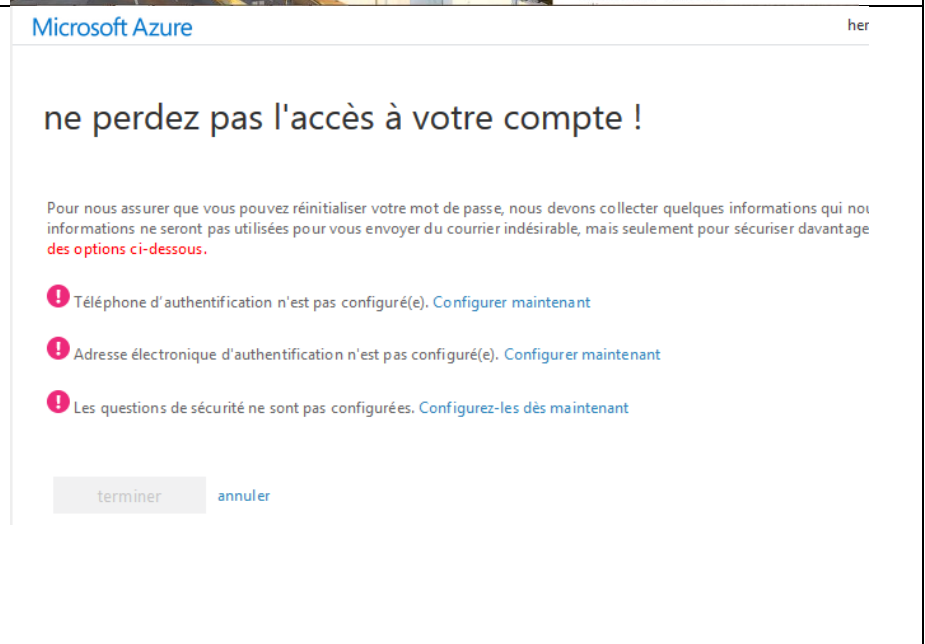 Microsoft Azure
her
ne perdez pas l'accès à votre compte !
Pour nous assurer que vous pouvez réinitialiser votre mot de passe, nous devons collecter quelques informations qui nou
informations ne seront pas utilisées pour vous envoyer du courrier indésirable, mais seulement pour sécuriser davantage
des options ci-dessous.
Téléphone d'authentification n'est pas configuré(e). Configurer maintenant
Adresse électronique d'authentification n'est pas configuré(e). Configurer maintenant
Les questions de sécurité ne sont pas configurées. Configurez-les dès maintenant
terminer annuler